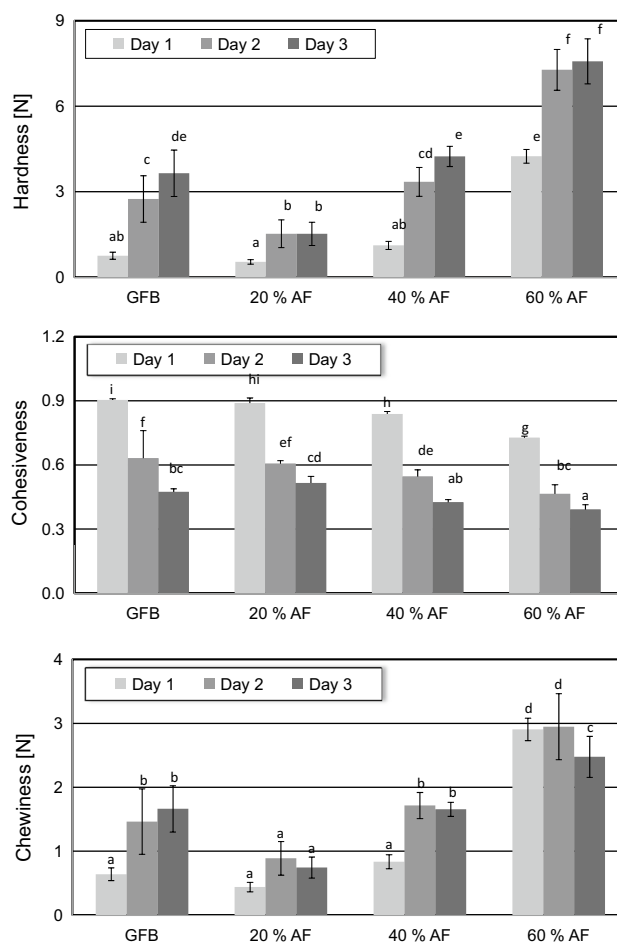 9
Day 1 Day 2 Day 3
f
f
6
Hardness [N]
de
e
e
c
cd
3
b b
ab
ab
a
0
GFB 20 % AF 40 % AF 60 % AF
1.2
Day 1 Day 2 Day 3
i hi
h
0.9
g
Cohesiveness
f
ef
de
0.6
bc
cd
bc
ab
a
0.3
0.0
GFB 20 % AF 40 % AF 60 % AF
4
Day 1 Day 2 Day 3
d d
3
c
Chewiness [N]
b b
b b
2
a
a
a
a
a
1
0
GFB 20 % AF 40 % AF 60 % AF